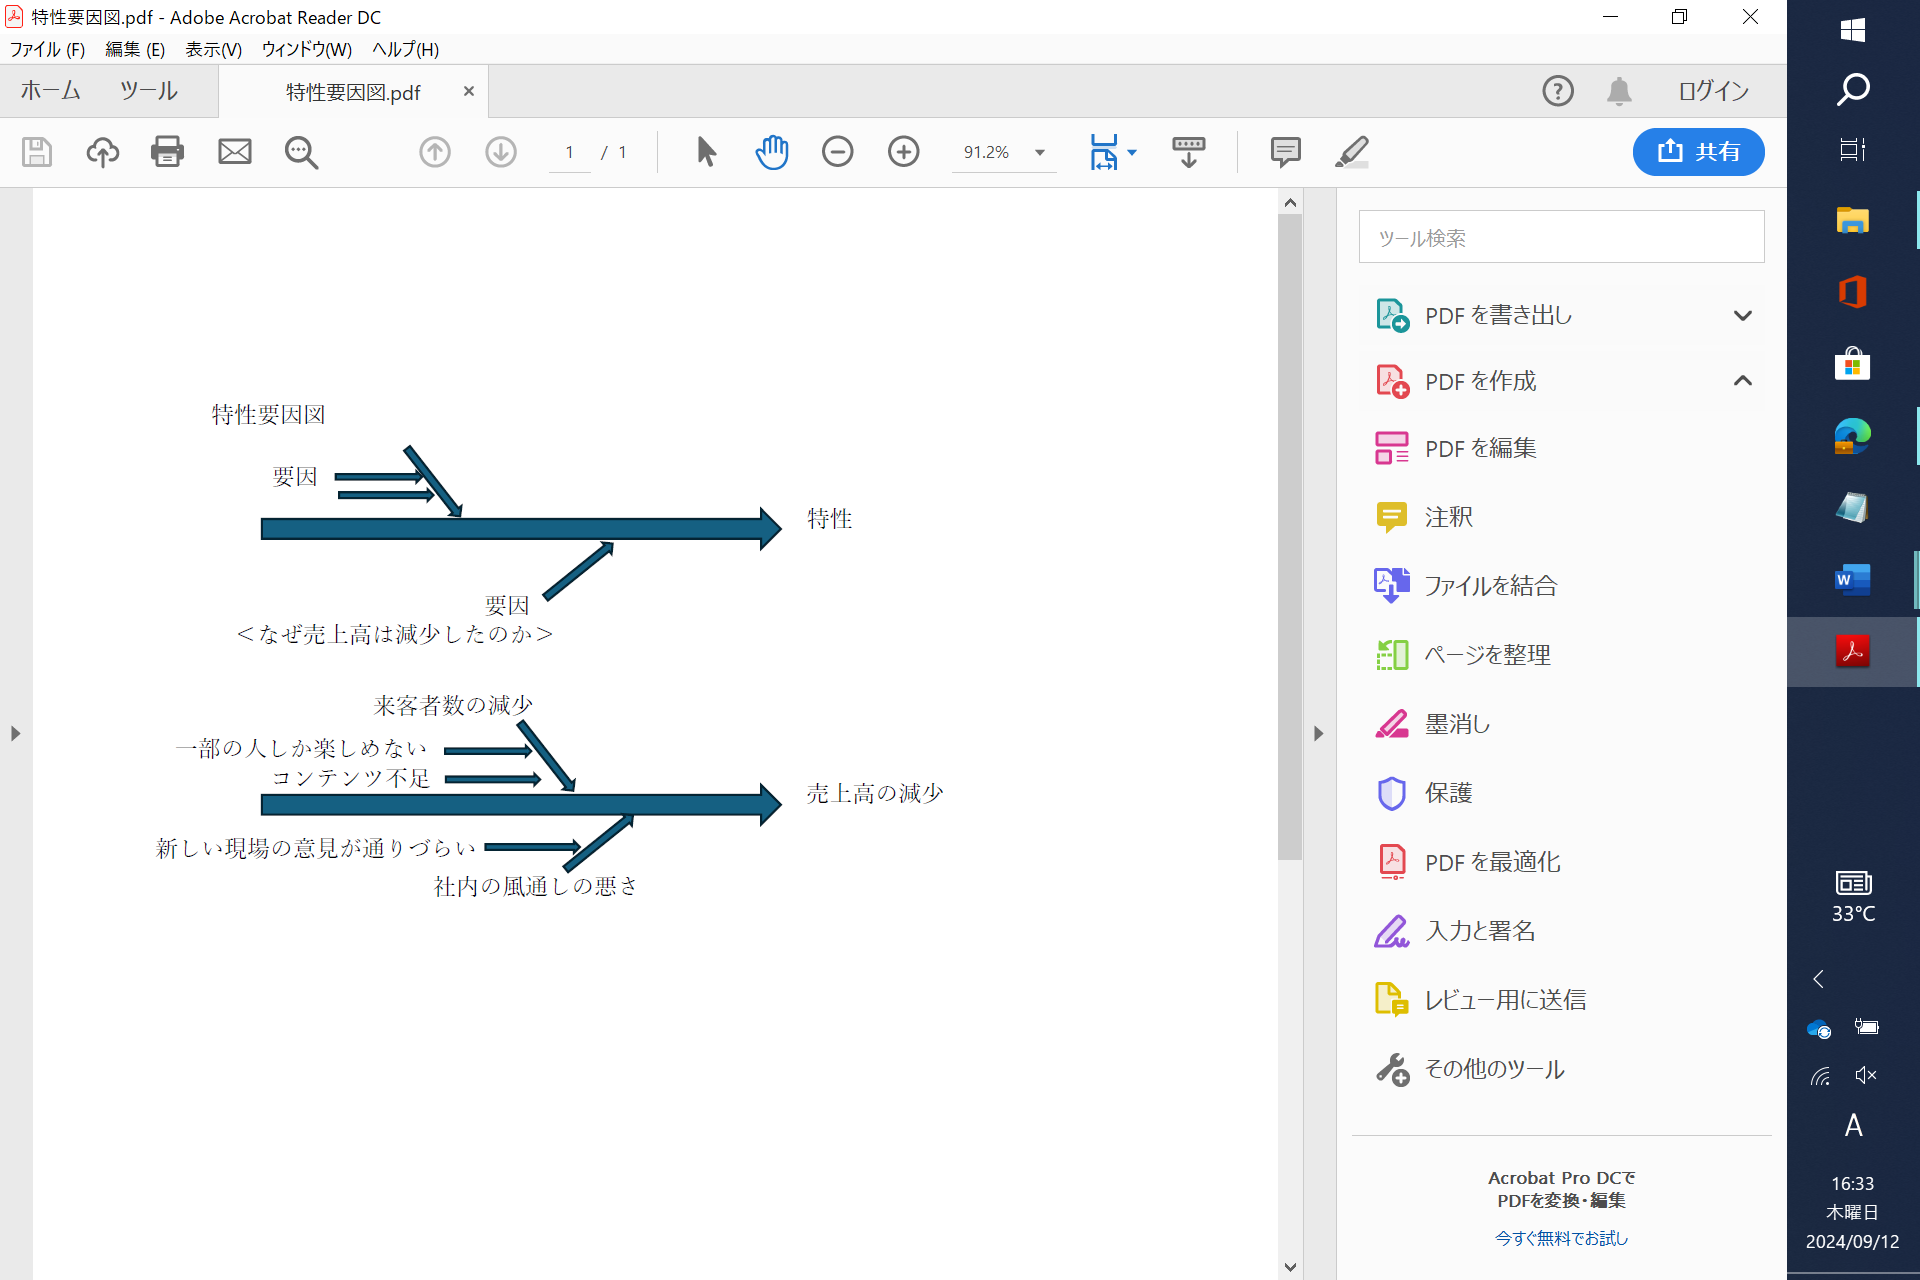 特性要因図.pdf - Adobe Acrobat Reader DC
ファイル (F) 編集 (E) 表示(V) ウィンドウ(W) ヘルプ(H)
ホーム ツール 特性要因図.pdf × ログイン
1 / 1 91.2% 共有
特性要因図
要因
特性
要因
＜なぜ売上高は減少したのか＞
来客者数の減少
一部の人しか楽しめない
コンテンツ不足
売上高の減少
新しい現場の意見が通りづらい
社内の風通しの悪さ
ツール検索
PDF を書き出し
PDF を作成
PDF を編集
注釈
ファイルを結合
ページを整理
墨消し
保護
PDF を最適化
入力と署名
レビュー用に送信
その他のツール
Acrobat Pro DCで
PDFを変換・編集
今すぐ無料でお試し
33°C
A
16:33
木曜日
2024/09/12